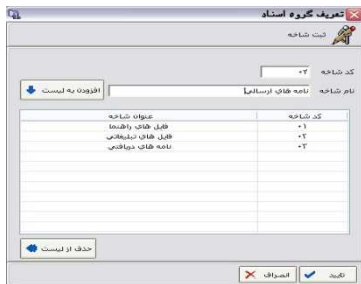 تعریف گروه اسناد
ثبت شاخه
کد شاخه ۰۴
نام شاخه نامه های ارسالی افزودن به لیست
کد شاخه عنوان شاخه
۰۱ فایل های راهنما
۰۲ فایل های تبلیغاتی
۰۳ نامه های دریافتی
حذف از لیست
تایید انصراف